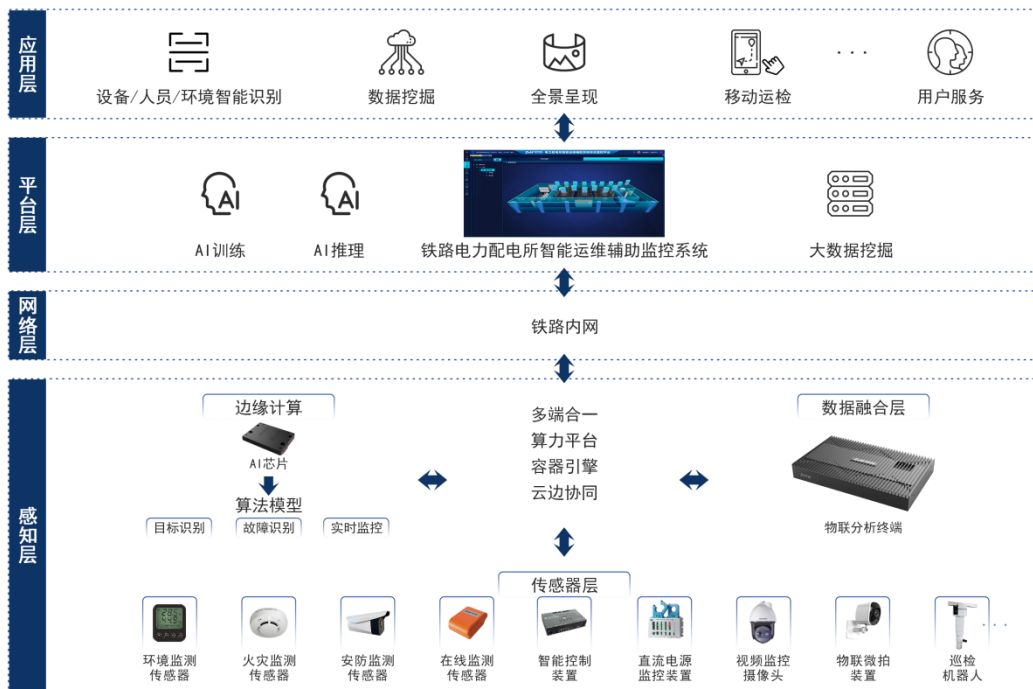 应用层
设备/人员/环境智能识别
数据挖掘
全景呈现
移动运检
...
用户服务
平台层
AI
AI训练
AI
AI推理
铁路电力配电所智能运维辅助监控系统
大数据挖掘
网络层
铁路内网
感知层
边缘计算
AI芯片
算法模型
目标识别
故障识别
实时监控
多端合一
算力平台
容器引擎
云边协同
数据融合层
物联分析终端
传感器层
环境监测
传感器
火灾监测
传感器
安防监测
传感器
在线监测
传感器
智能控制
装置
直流电源
监控装置
视频监控
摄像头
物联微拍
装置
巡检
机器人
...